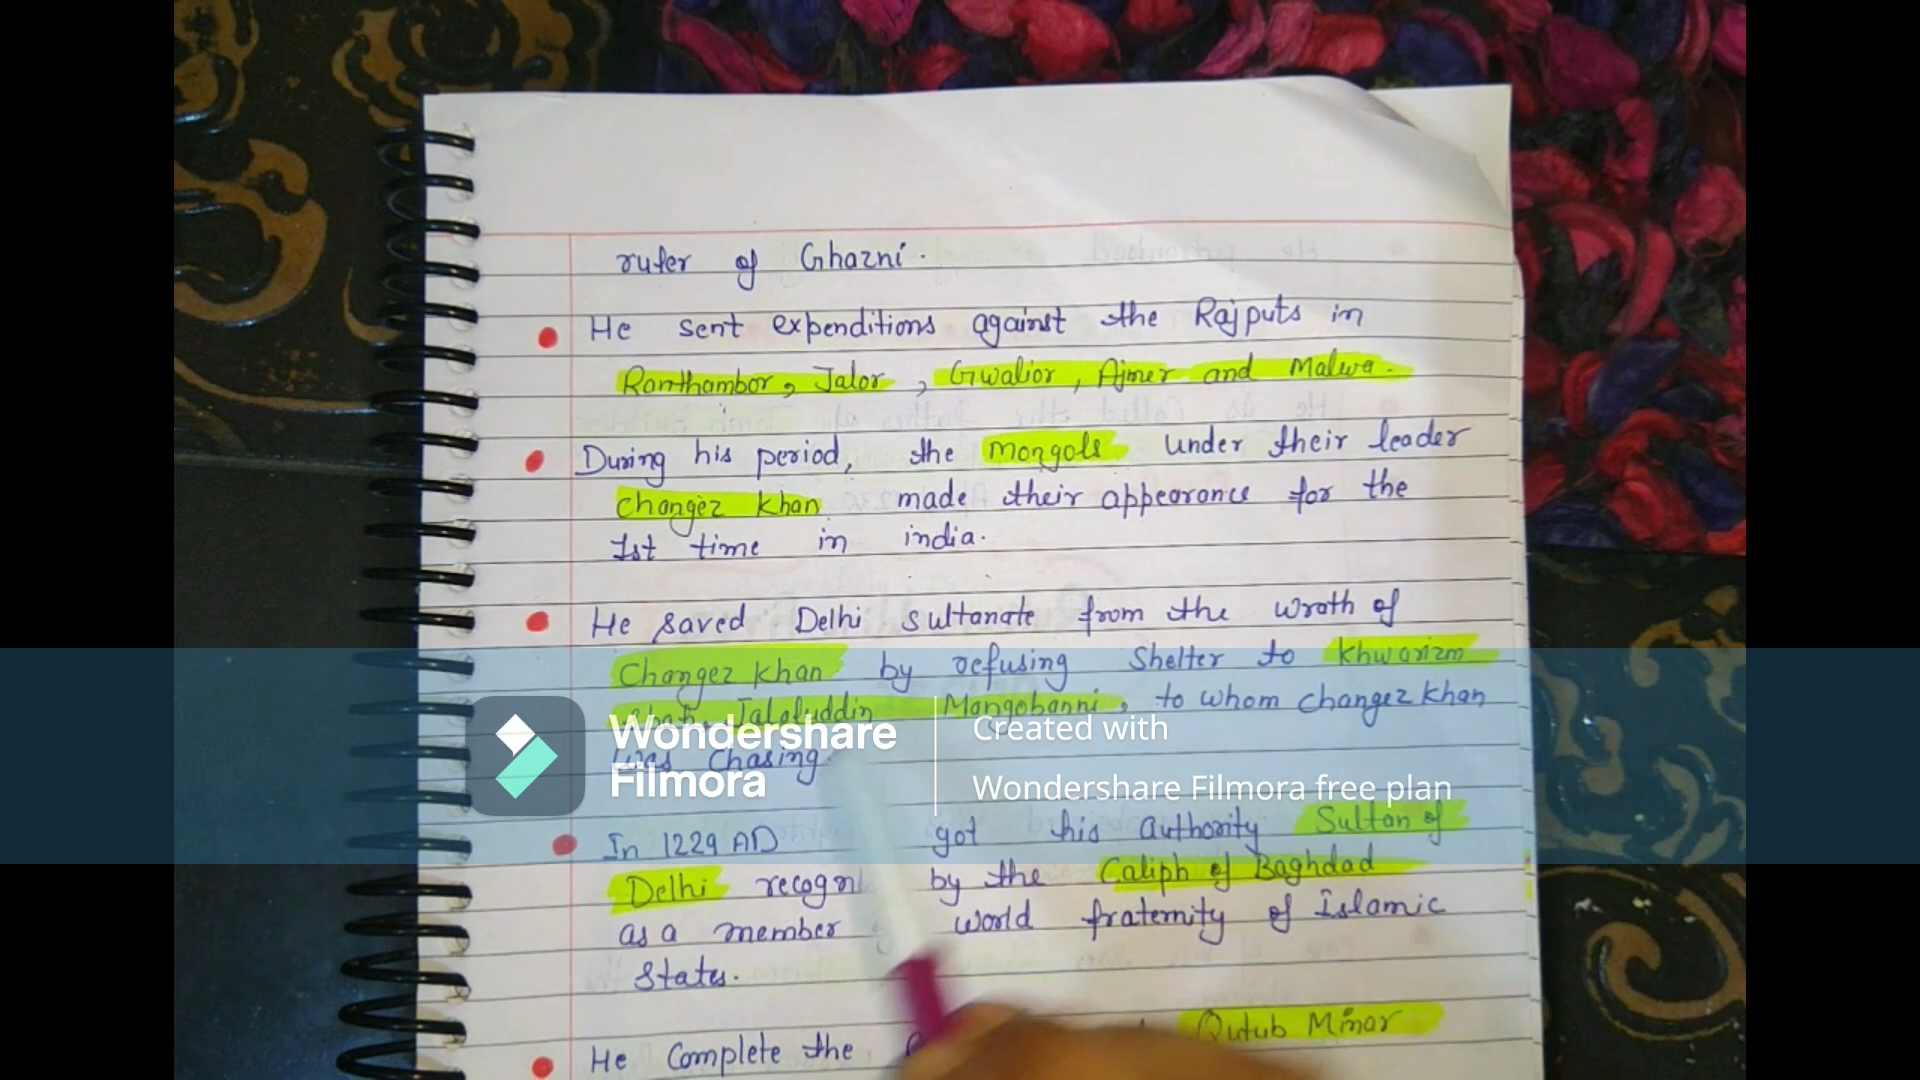 ruler of Ghazni.
He sent expenditions against the Rajputs in
Ranthambor, Jalor, Gwalior, Ajmer and Malwa.
During his period, the Mongols under their leader
Changez Khan made their appearance for the
1st time in india.
He saved Delhi sultanate from the wrath of
Changez Khan by refusing Shelter to Khwarizm
Shah Jalaluddin Mangobanni, to whom changez Khan
was chasing.
Wondershare
Filmora
Created with
Wondershare Filmora free plan
In 1229 AD got his authority Sultan of
Delhi by the Caliph of Baghdad
as a member world fraternity of Islamic
States.
He Complete the Qutub Minar